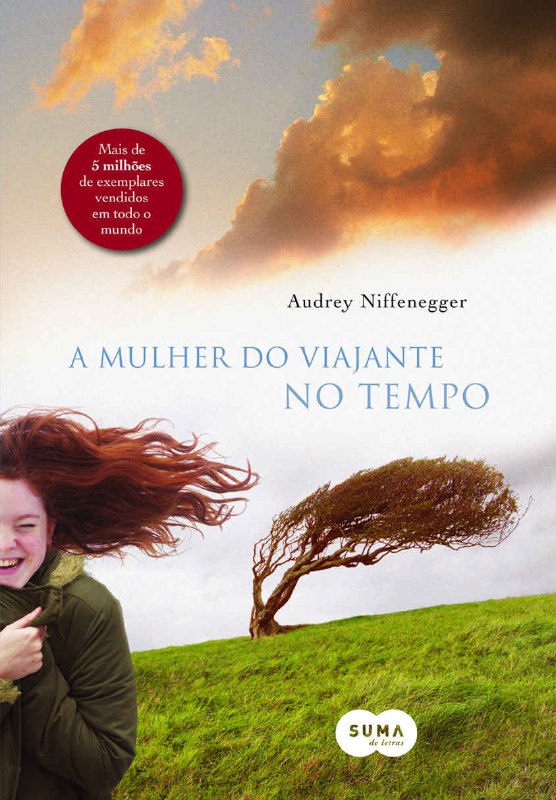 Mais de
5 milhões
de exemplares
vendidos
em todo o
mundo
Audrey Niffenegger
A MULHER DO VIAJANTE
NO TEMPO
SUMA
de letras